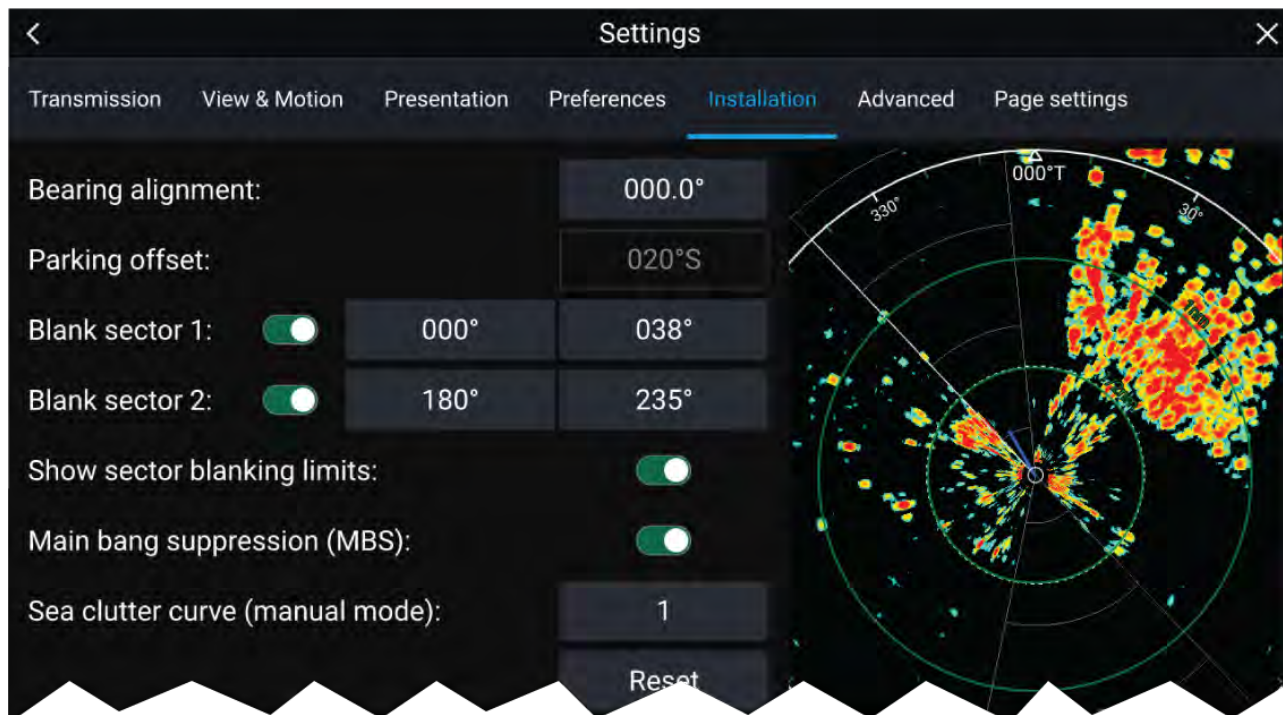 Settings
Transmission View & Motion Presentation Preferences Installation Advanced Page settings
Bearing alignment: 000.0°
Parking offset: 020°S
Blank sector 1: 000° 038°
Blank sector 2: 180° 235°
Show sector blanking limits:
Main bang suppression (MBS):
Sea clutter curve (manual mode): 1
Reset
000°T
330°
30°
1nm